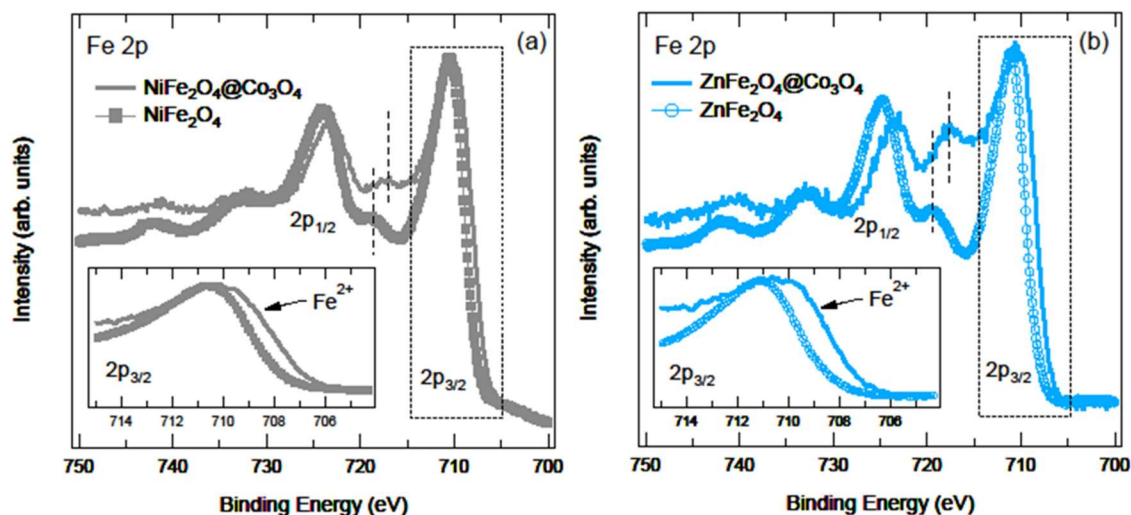 Fe 2p
(a)
NiFe₂O₄@Co₃O₄
NiFe₂O₄
Intensity (arb. units)
2p₁/₂
2p₃/₂
Fe²⁺
2p₃/₂
714 712 710 708 706
750 740 730 720 710 700
Binding Energy (eV)
Fe 2p
(b)
ZnFe₂O₄@Co₃O₄
ZnFe₂O₄
Intensity (arb. units)
2p₁/₂
2p₃/₂
Fe²⁺
2p₃/₂
714 712 710 708 706
750 740 730 720 710 700
Binding Energy (eV)